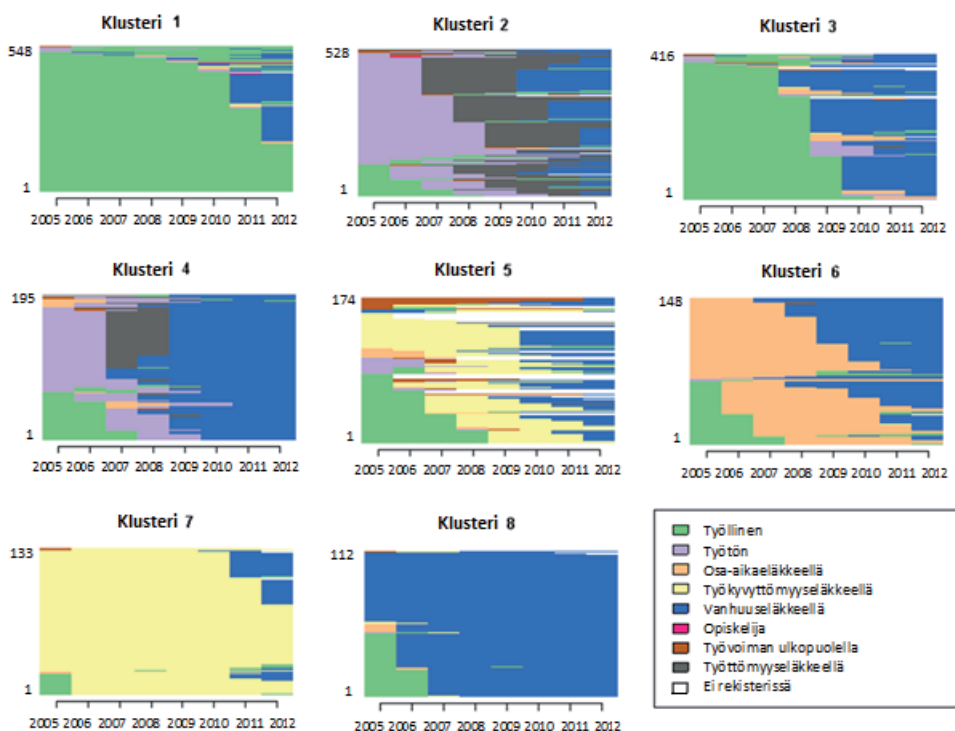 Klusteri 1
548
1
2005 2006 2007 2008 2009 2010 2011 2012
Klusteri 2
528
1
2005 2006 2007 2008 2009 2010 2011 2012
Klusteri 3
416
1
2005 2006 2007 2008 2009 2010 2011 2012
Klusteri 4
195
1
2005 2006 2007 2008 2009 2010 2011 2012
Klusteri 5
174
1
2005 2006 2007 2008 2009 2010 2011 2012
Klusteri 6
148
1
2005 2006 2007 2008 2009 2010 2011 2012
Klusteri 7
133
1
2005 2006 2007 2008 2009 2010 2011 2012
Klusteri 8
112
1
2005 2006 2007 2008 2009 2010 2011 2012
Työllinen
Työtön
Osa-aikaeläkkeellä
Työkyvyttömyyseläkkeellä
Vanhuuseläkkeellä
Opiskelija
Työvoiman ulkopuolella
Työttömyyseläkkeellä
Ei rekisterissä